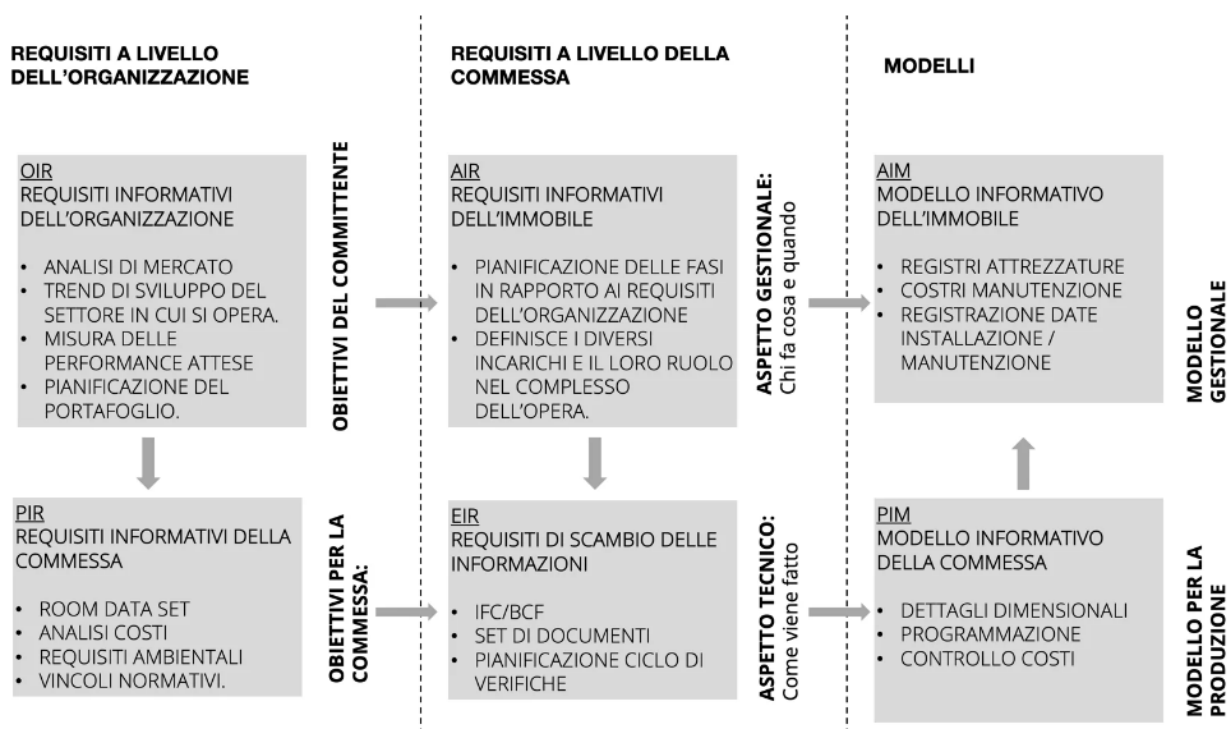 REQUISITI A LIVELLO
DELL'ORGANIZZAZIONE
REQUISITI A LIVELLO DELLA
COMMESSA
MODELLI
OIR
REQUISITI INFORMATIVI
DELL'ORGANIZZAZIONE
• ANALISI DI MERCATO
• TREND DI SVILUPPO DEL
SETTORE IN CUI SI OPERA.
• MISURA DELLE
PERFORMANCE ATTESE
• PIANIFICAZIONE DEL
PORTAFOGLIO.
OBIETTIVI DEL COMMITTENTE
AIR
REQUISITI INFORMATIVI
DELL'IMMOBILE
• PIANIFICAZIONE DELLE FASI
IN RAPPORTO AI REQUISITI
DELL'ORGANIZZAZIONE
• DEFINISCE I DIVERSI
INCARICHI E IL LORO RUOLO
NEL COMPLESSO
DELL'OPERA.
ASPETTO GESTIONALE:
Chi fa cosa e quando
AIM
MODELLO INFORMATIVO
DELL'IMMOBILE
• REGISTRI ATTREZZATURE
• COSTRI MANUTENZIONE
• REGISTRAZIONE DATE
INSTALLAZIONE /
MANUTENZIONE
MODELLO
GESTIONALE
PIR
REQUISITI INFORMATIVI DELLA
COMMESSA
• ROOM DATA SET
• ANALISI COSTI
• REQUISITI AMBIENTALI
• VINCOLI NORMATIVI.
OBIETTIVI PER LA
COMMESSA:
EIR
REQUISITI DI SCAMBIO DELLE
INFORMAZIONI
• IFC/BCF
• SET DI DOCUMENTI
• PIANIFICAZIONE CICLO DI
VERIFICHE
ASPETTO TECNICO:
Come viene fatto
PIM
MODELLO INFORMATIVO
DELLA COMMESSA
• DETTAGLI DIMENSIONALI
• PROGRAMMAZIONE
• CONTROLLO COSTI
MODELLO PER LA
PRODUZIONE